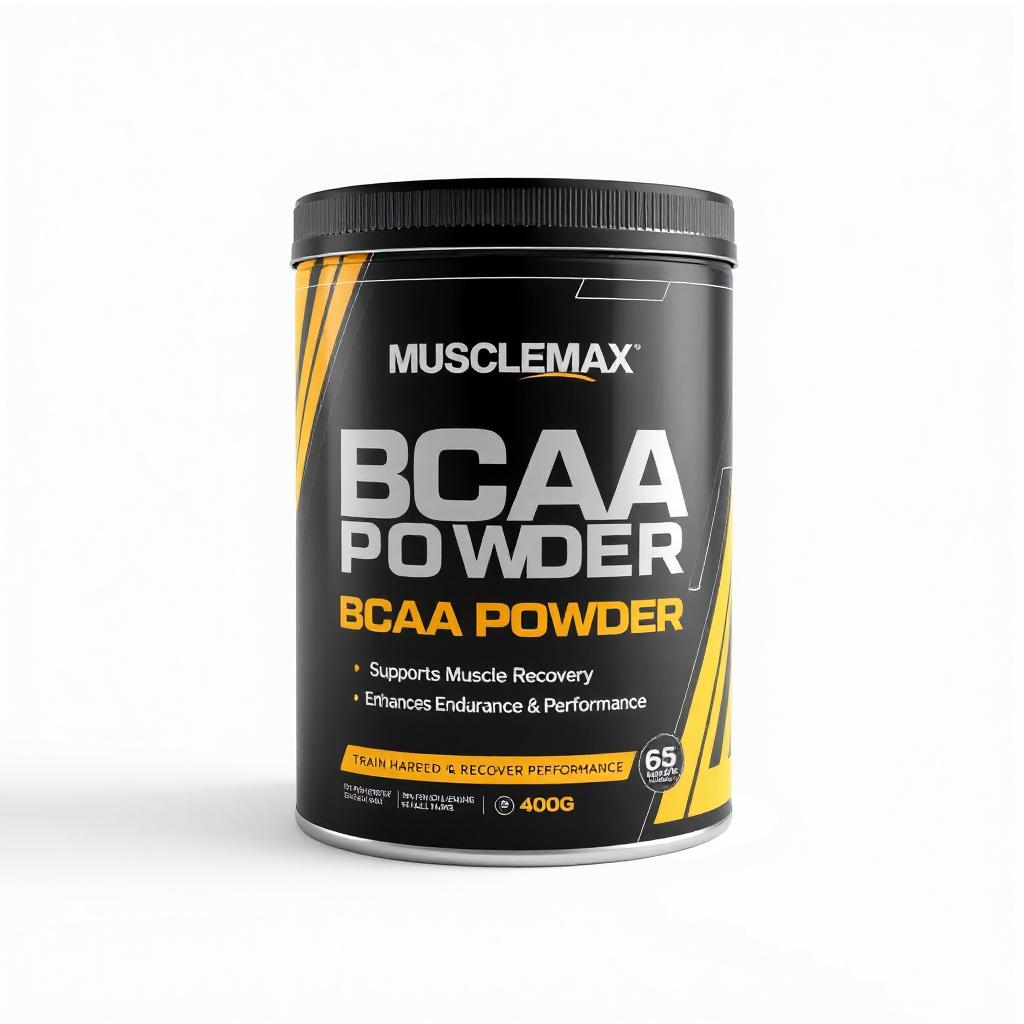 MUSCLEMAX
BCAA
POWDER
BCAA POWDER
• Supports Muscle Recovery
• Enhances Endurance & Performance
TRAIN HAREED & RECOVER PERFORMANCE
65
400G